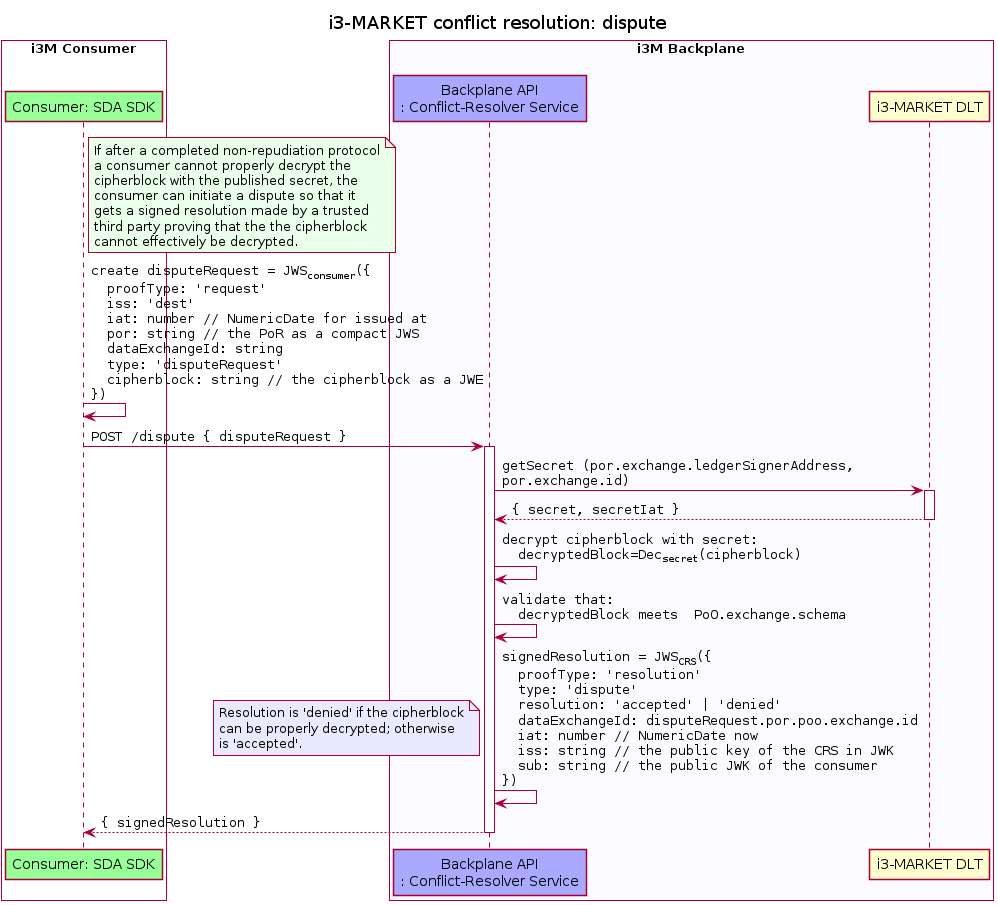 i3-MARKET conflict resolution: dispute
i3M Consumer
i3M Backplane
Consumer: SDA SDK
Backplane API
: Conflict-Resolver Service
i3-MARKET DLT
If after a completed non-repudiation protocol
a consumer cannot properly decrypt the
cipherblock with the published secret, the
consumer can initiate a dispute so that it
gets a signed resolution made by a trusted
third party proving that the the cipherblock
cannot effectively be decrypted.
create disputeRequest = JWSconsumer({
proofType: 'request'
iss: 'dest'
iat: number // NumericDate for issued at
por: string // the PoR as a compact JWS
dataExchangeId: string
type: 'disputeRequest'
cipherblock: string // the cipherblock as a JWE
})
POST /dispute { disputeRequest }
getSecret (por.exchange.ledgerSignerAddress,
por.exchange.id)
{ secret, secretIat }
decrypt cipherblock with secret:
decryptedBlock=Decsecret(cipherblock)
validate that:
decryptedBlock meets  PoO.exchange.schema
signedResolution = JWSCRS({
proofType: 'resolution'
type: 'dispute'
resolution: 'accepted' | 'denied'
dataExchangeId: disputeRequest.por.poo.exchange.id
iat: number // NumericDate now
iss: string // the public key of the CRS in JWK
sub: string // the public JWK of the consumer
})
Resolution is 'denied' if the cipherblock
can be properly decrypted; otherwise
is 'accepted'.
{ signedResolution }
Consumer: SDA SDK
Backplane API
: Conflict-Resolver Service
i3-MARKET DLT